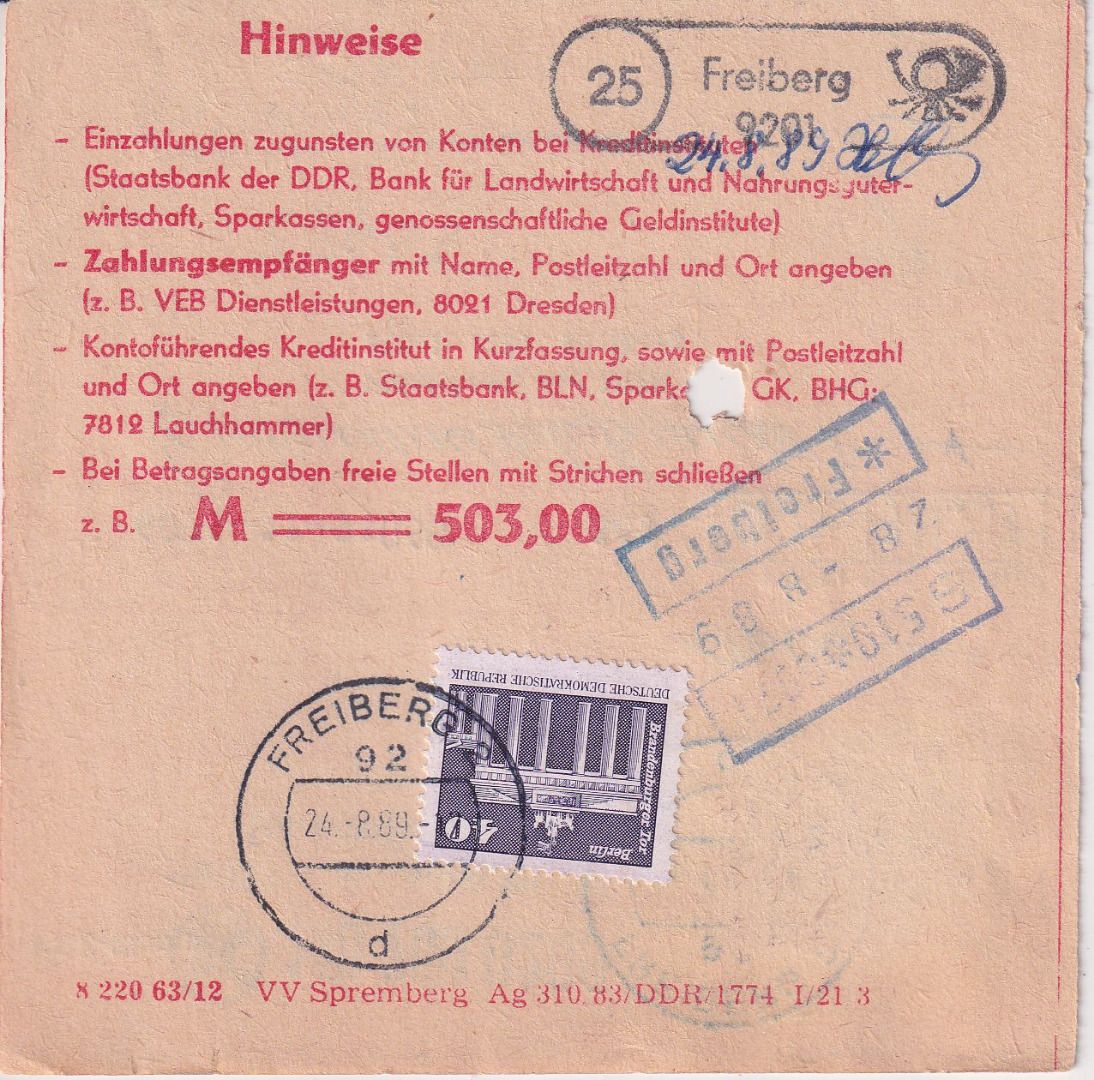 Hinweise
25 Freiberg
9201
24.8.89
– Einzahlungen zugunsten von Konten bei Kreditinstituten
(Staatsbank der DDR, Bank für Landwirtschaft und Nahrungsgüter-
wirtschaft, Sparkassen, genossenschaftliche Geldinstitute)
– Zahlungsempfänger mit Name, Postleitzahl und Ort angeben
(z. B. VEB Dienstleistungen, 8021 Dresden)
– Kontoführendes Kreditinstitut in Kurzfassung, sowie mit Postleitzahl
und Ort angeben (z. B. Staatsbank, BLN, Sparka GK, BHG;
7812 Lauchhammer)
– Bei Betragsangaben freie Stellen mit Strichen schließen
z. B. M ═══ 503,00
* Freiberg
DEUTSCHE DEMOKRATISCHE REPUBLIK
Brandenburger Tor
Berlin
40
FREIBERG
92
24.-8.89.-
d
8 220 63/12 VV Spremberg Ag 310/83/DDR/1774 I/21 3